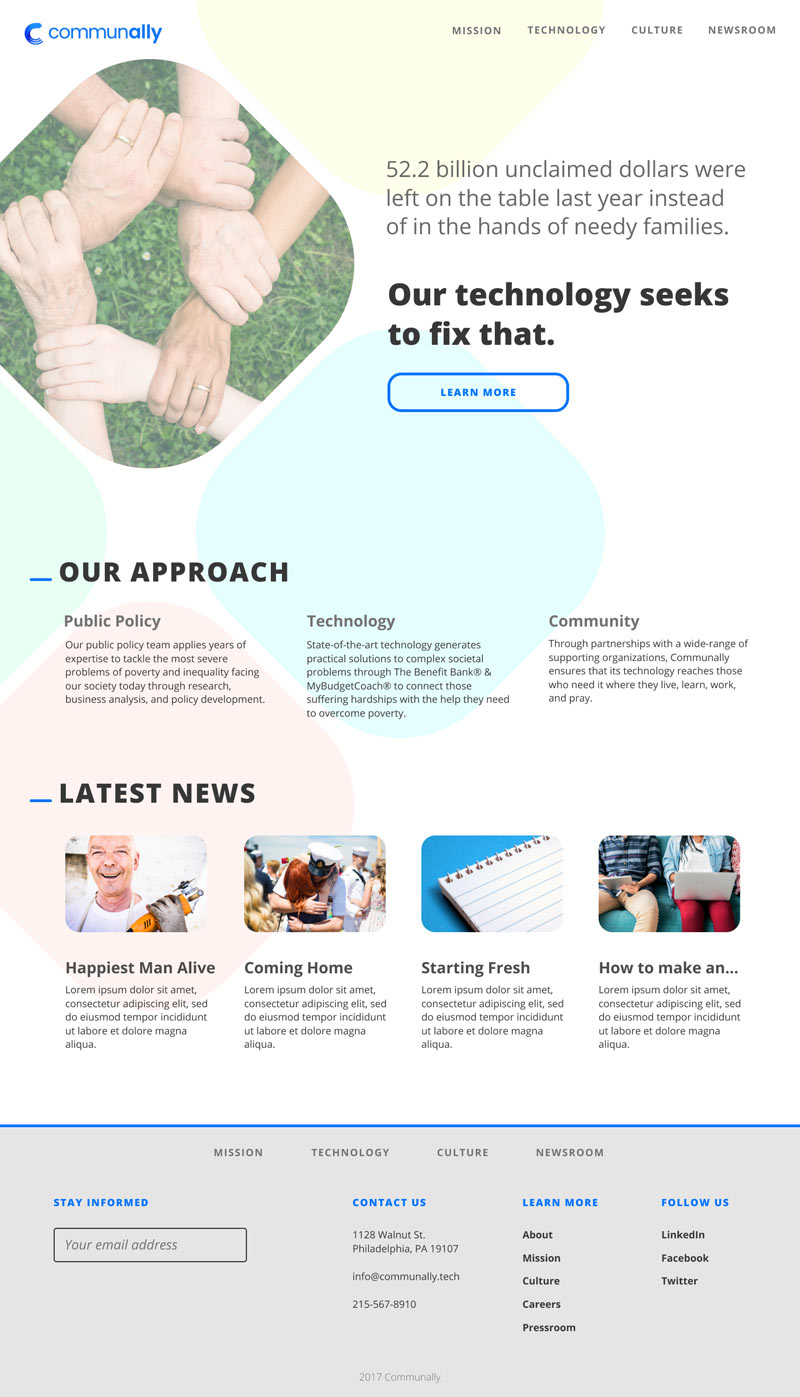 communally
MISSION TECHNOLOGY CULTURE NEWSROOM
52.2 billion unclaimed dollars were
left on the table last year instead
of in the hands of needy families.
Our technology seeks
to fix that.
LEARN MORE
OUR APPROACH
Public Policy
Our public policy team applies years of
expertise to tackle the most severe
problems of poverty and inequality facing
our society today through research,
business analysis, and policy development.
Technology
State-of-the-art technology generates
practical solutions to complex societal
problems through The Benefit Bank® &
MyBudgetCoach® to connect those
suffering hardships with the help they need
to overcome poverty.
Community
Through partnerships with a wide-range of
supporting organizations, Communally
ensures that its technology reaches those
who need it where they live, learn, work,
and pray.
LATEST NEWS
Happiest Man Alive
Lorem ipsum dolor sit amet,
consectetur adipiscing elit, sed
do eiusmod tempor incididunt
ut labore et dolore magna
aliqua.
Coming Home
Lorem ipsum dolor sit amet,
consectetur adipiscing elit, sed
do eiusmod tempor incididunt
ut labore et dolore magna
aliqua.
Starting Fresh
Lorem ipsum dolor sit amet,
consectetur adipiscing elit, sed
do eiusmod tempor incididunt
ut labore et dolore magna
aliqua.
How to make an...
Lorem ipsum dolor sit amet,
consectetur adipiscing elit, sed
do eiusmod tempor incididunt
ut labore et dolore magna
aliqua.
MISSION TECHNOLOGY CULTURE NEWSROOM
STAY INFORMED
Your email address
CONTACT US
1128 Walnut St.
Philadelphia, PA 19107
info@communally.tech
215-567-8910
LEARN MORE
About
Mission
Culture
Careers
Pressroom
FOLLOW US
LinkedIn
Facebook
Twitter
2017 Communally